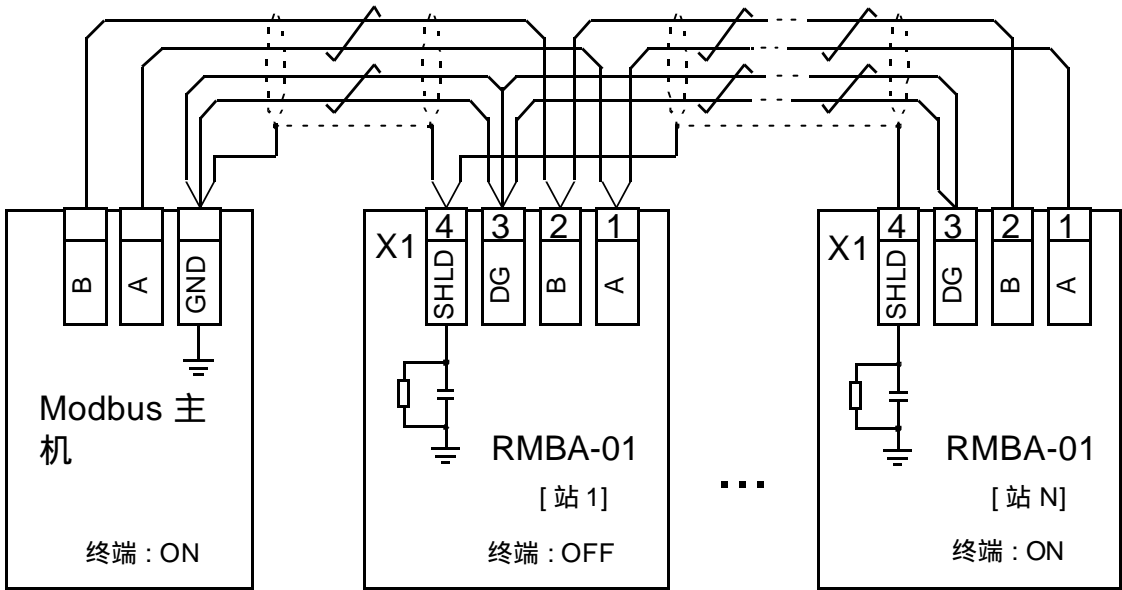 B
A
GND
Modbus 主
机
终端 : ON
X1
4
3
2
1
SHLD
DG
B
A
RMBA-01
[ 站 1]
终端 : OFF
...
X1
4
3
2
1
SHLD
DG
B
A
RMBA-01
[ 站 N]
终端 : ON